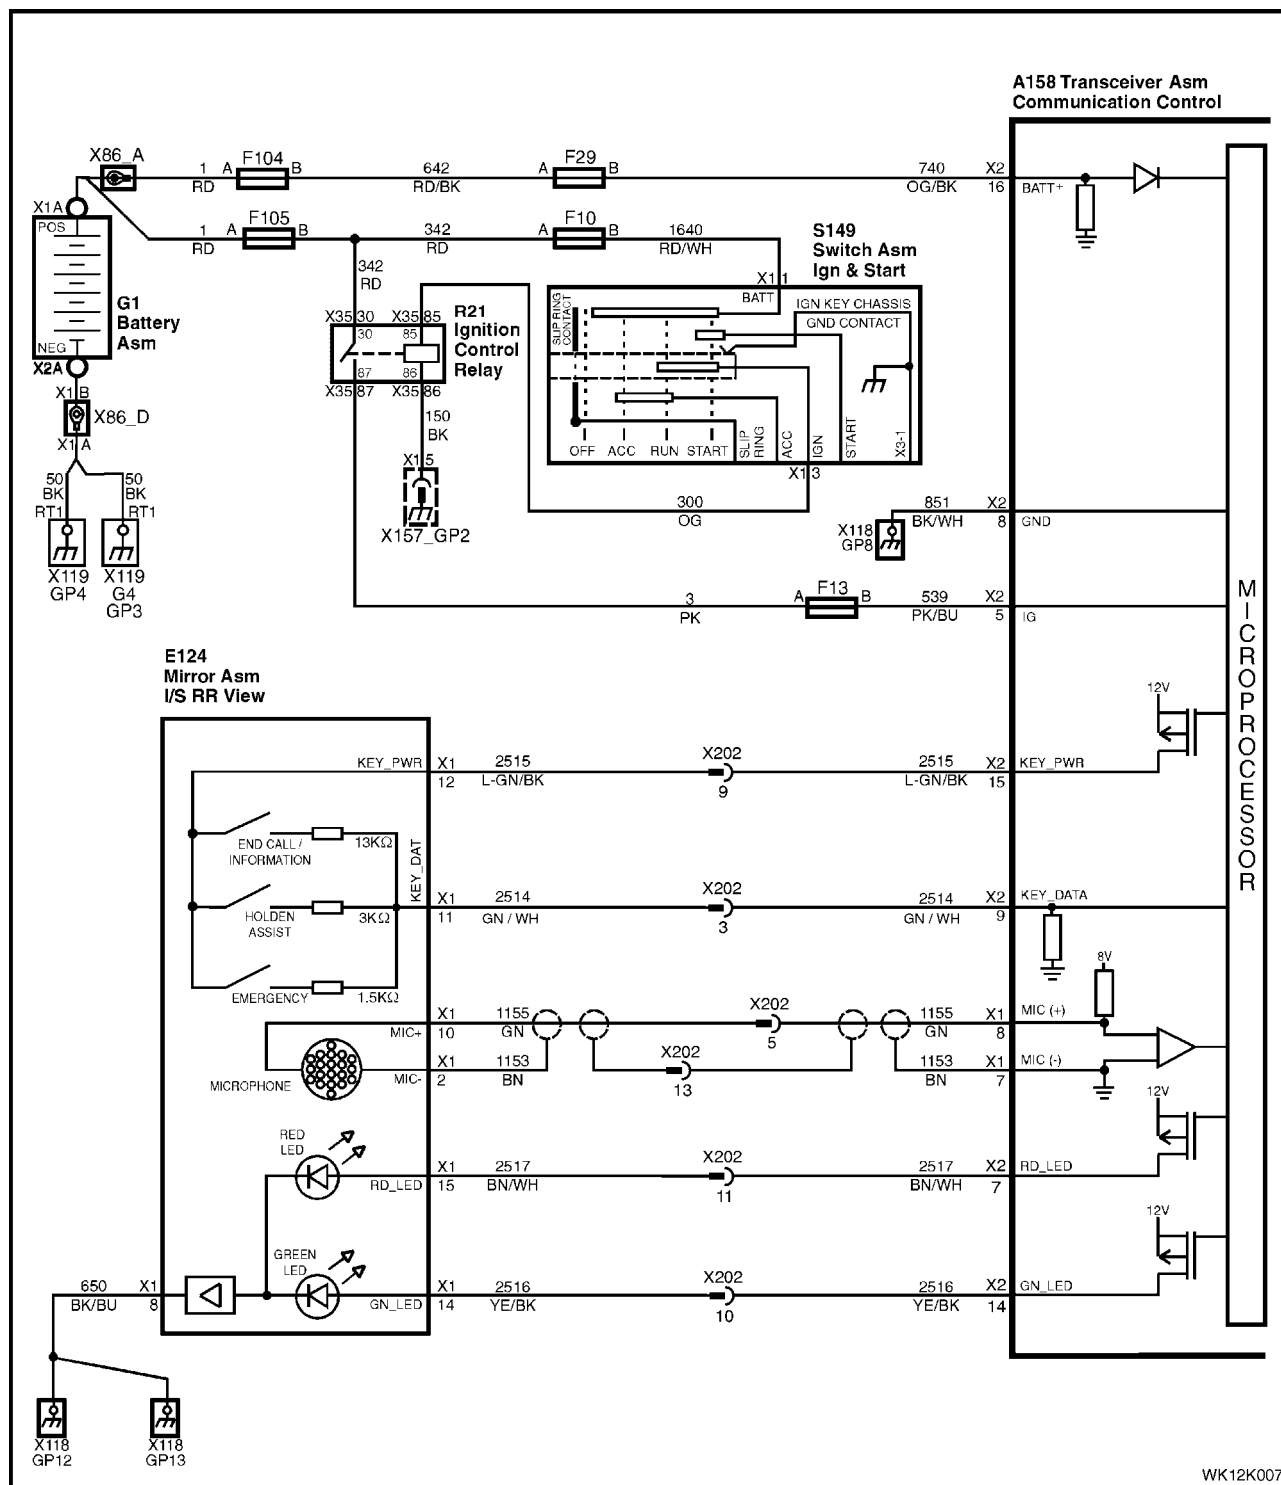 A158 Transceiver Asm
Communication Control
X86_A
1
RD
A
F104
B
642
RD/BK
A
F29
B
740
OG/BK
X2
16
BATT+
X1A
POS
G1
Battery
Asm
NEG
X2A
1
RD
A
F105
B
342
RD
A
F10
B
1640
RD/WH
S149
Switch Asm
Ign & Start
342
RD
X1 1
BATT
SLIP RING
CONTACT
IGN KEY CHASSIS
GND CONTACT
X35 30
X35 85
30
85
87
86
X35 87
X35 86
R21
Ignition
Control
Relay
OFF
ACC
RUN
START
SLIP
RING
ACC
IGN
START
X3-1
X1 3
X1 B
X86_D
X1 A
50
BK
RT1
50
BK
RT1
X119
GP4
X119
G4
GP3
150
BK
X1 5
X157_GP2
300
OG
X118
GP8
851
BK/WH
X2
8
GND
3
PK
A
F13
B
539
PK/BU
X2
5
IG
MICROPROCESSOR
E124
Mirror Asm
I/S RR View
12V
KEY_PWR
X1
12
2515
L-GN/BK
X202
9
2515
L-GN/BK
X2
15
KEY_PWR
END CALL /
INFORMATION
13KΩ
KEY_DAT
HOLDEN
ASSIST
3KΩ
X1
11
2514
GN / WH
X202
3
2514
GN / WH
X2
9
KEY_DATA
EMERGENCY
1.5KΩ
8V
MIC+
X1
10
1155
GN
X202
5
1155
GN
X1
8
MIC (+)
MICROPHONE
MIC-
X1
2
1153
BN
X202
13
1153
BN
X1
7
MIC (-)
12V
RED
LED
RD_LED
X1
15
2517
BN/WH
X202
11
2517
BN/WH
X2
7
RD_LED
12V
GREEN
LED
GN_LED
X1
14
2516
YE/BK
X202
10
2516
YE/BK
X2
14
GN_LED
650
BK/BU
X1
8
X118
GP12
X118
GP13
WK12K007